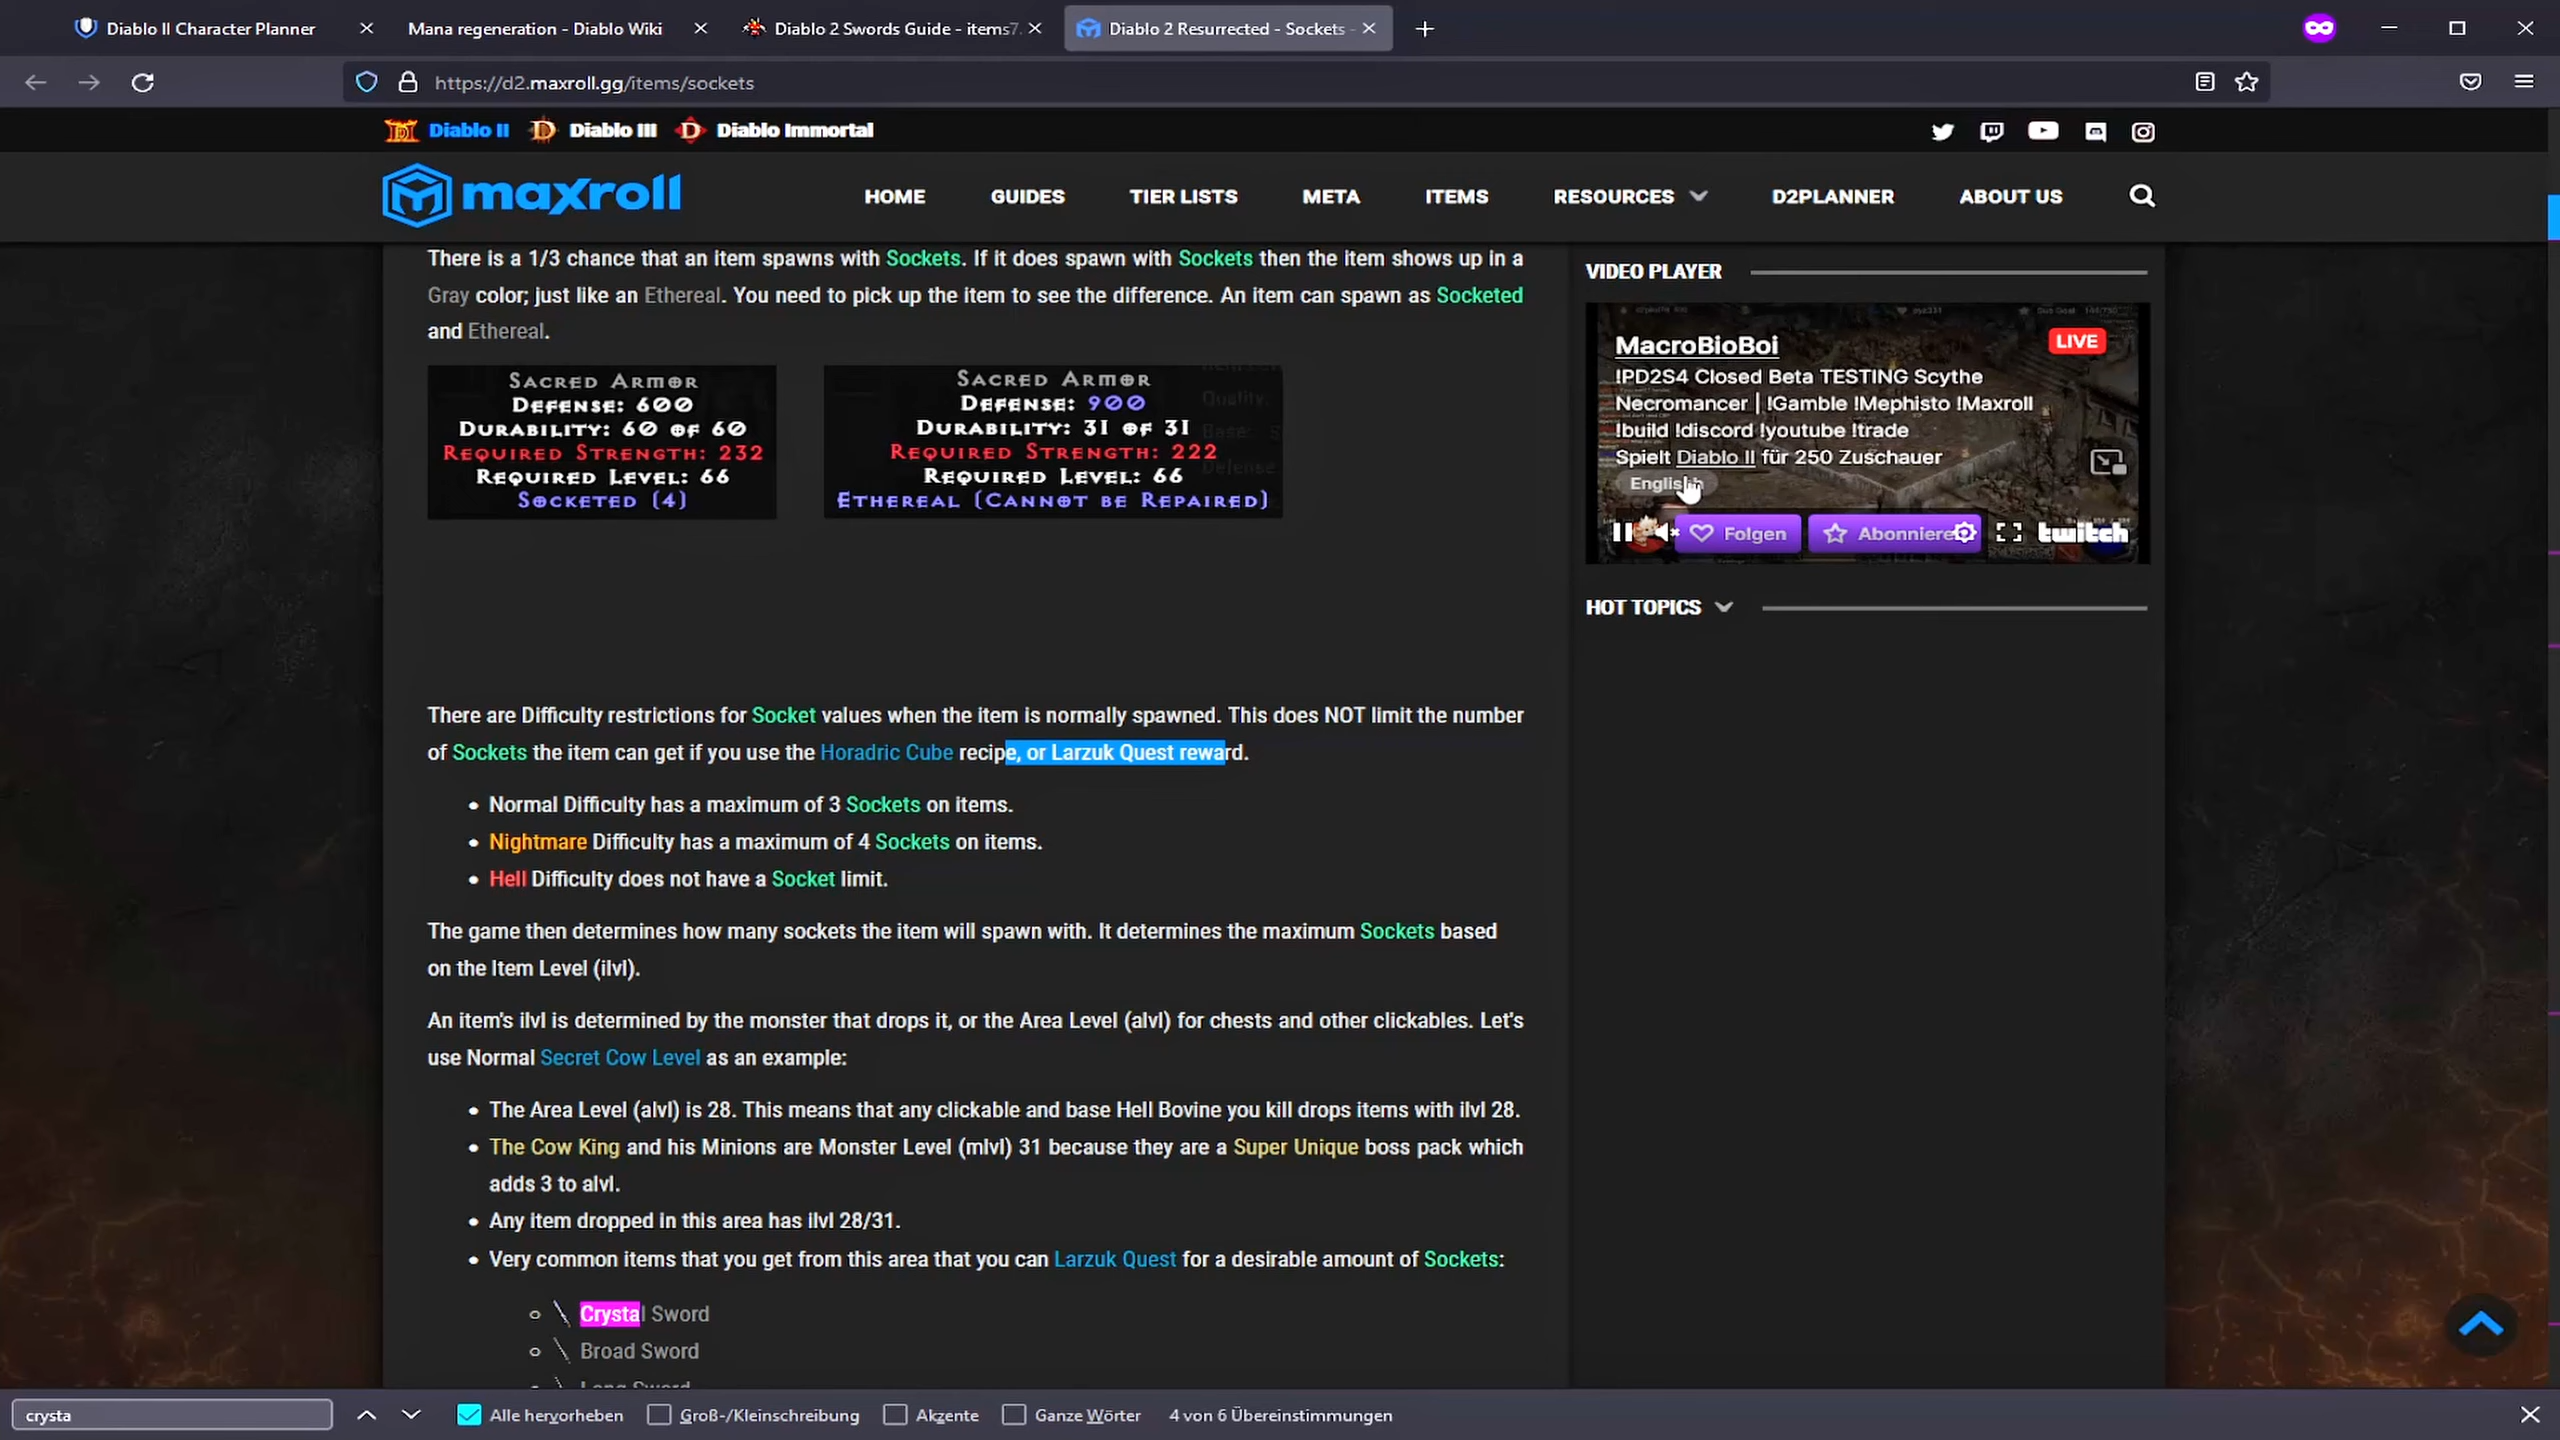 Diablo II Character Planner
Mana regeneration - Diablo Wiki
Diablo 2 Swords Guide - items7.
Diablo 2 Resurrected - Sockets -
https://d2.maxroll.gg/items/sockets
Diablo II
Diablo III
Diablo Immortal
maxroll
HOME
GUIDES
TIER LISTS
META
ITEMS
RESOURCES
D2PLANNER
ABOUT US
There is a 1/3 chance that an item spawns with Sockets. If it does spawn with Sockets then the item shows up in a
Gray color; just like an Ethereal. You need to pick up the item to see the difference. An item can spawn as Socketed
and Ethereal.
Sacred Armor
Defense: 600
Durability: 60 of 60
Required Strength: 232
Required Level: 66
Socketed (4)
Sacred Armor
Defense: 900
Durability: 31 of 31
Required Strength: 222
Required Level: 66
Ethereal (Cannot be Repaired)
Quality:
Defense
There are Difficulty restrictions for Socket values when the item is normally spawned. This does NOT limit the number
of Sockets the item can get if you use the Horadric Cube recipe, or Larzuk Quest reward.
• Normal Difficulty has a maximum of 3 Sockets on items.
• Nightmare Difficulty has a maximum of 4 Sockets on items.
• Hell Difficulty does not have a Socket limit.
The game then determines how many sockets the item will spawn with. It determines the maximum Sockets based
on the Item Level (ilvl).
An item's ilvl is determined by the monster that drops it, or the Area Level (alvl) for chests and other clickables. Let's
use Normal Secret Cow Level as an example:
• The Area Level (alvl) is 28. This means that any clickable and base Hell Bovine you kill drops items with ilvl 28.
• The Cow King and his Minions are Monster Level (mlvl) 31 because they are a Super Unique boss pack which
adds 3 to alvl.
• Any item dropped in this area has ilvl 28/31.
• Very common items that you get from this area that you can Larzuk Quest for a desirable amount of Sockets:
Crystal Sword
Broad Sword
Long Sword
VIDEO PLAYER
MacroBioBoi
LIVE
!PD2S4 Closed Beta TESTING Scythe
Necromancer | !Gamble !Mephisto !Maxroll
!build !discord !youtube !trade
Spielt Diablo II für 250 Zuschauer
English
Folgen
Abonniere
twitch
HOT TOPICS
crysta
Alle hervorheben
Groß-/Kleinschreibung
Akzente
Ganze Wörter
4 von 6 Übereinstimmungen